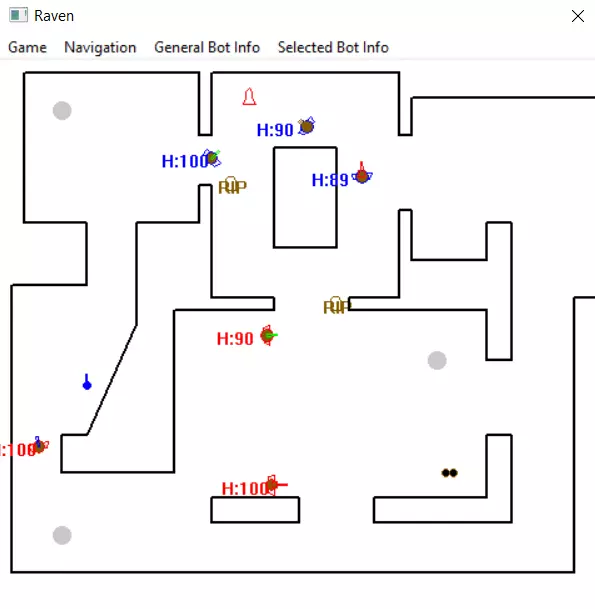 Raven
Game Navigation General Bot Info Selected Bot Info
H:90
H:100
H:89
RIP
RIP
H:90
H:100
H:100